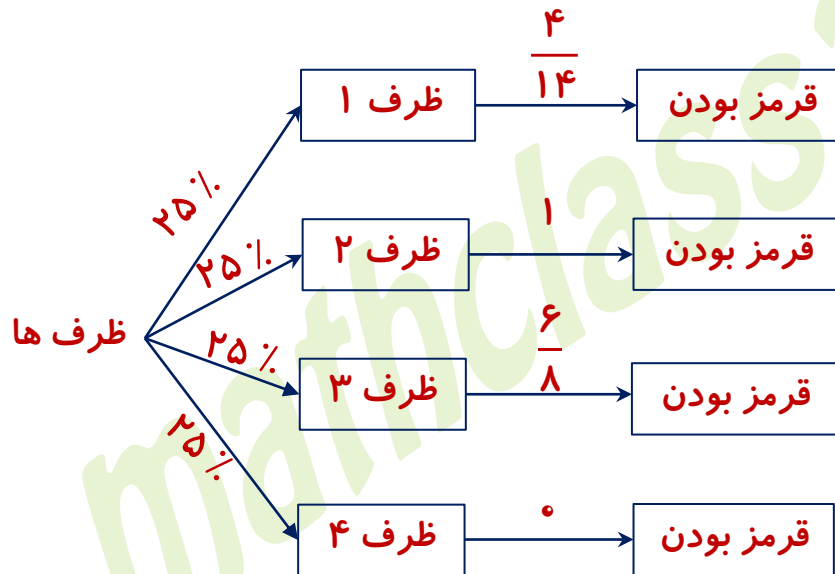 ۴
۱۴
ظرف ۱
قرمز بودن
۲۵٪
۱
ظرف ۲
قرمز بودن
۲۵٪
ظرف ها
۶
۸
ظرف ۳
قرمز بودن
۲۵٪
۰
ظرف ۴
قرمز بودن
۲۵٪
mathclass